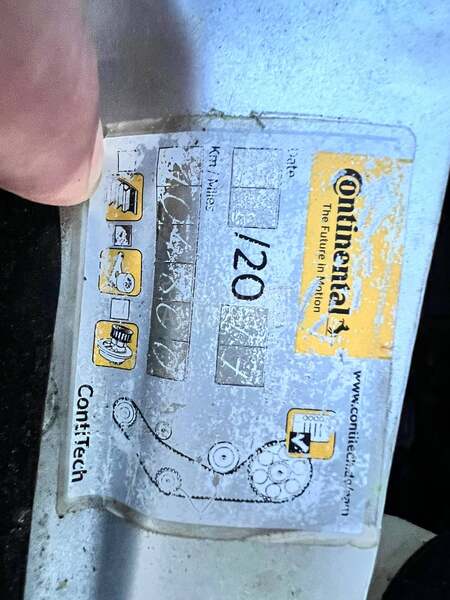 Continental
The Future in Motion
www.contitech.de/aam
Date
/20
Km / Miles
ContiTech